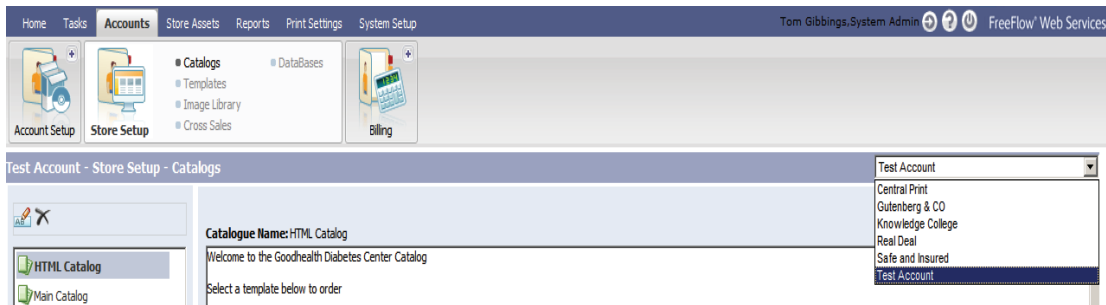 Home Tasks Accounts Store Assets Reports Print Settings System Setup Tom Gibbings,System Admin FreeFlow' Web Services
Catalogs DataBases
Templates
Image Library
Cross Sales
Account Setup Store Setup Billing
Test Account - Store Setup - Catalogs Test Account
Central Print
Gutenberg & CO
Knowledge College
Real Deal
Safe and Insured
Test Account
Catalogue Name: HTML Catalog
HTML Catalog
Main Catalog
Welcome to the Goodhealth Diabetes Center Catalog
Select a template below to order